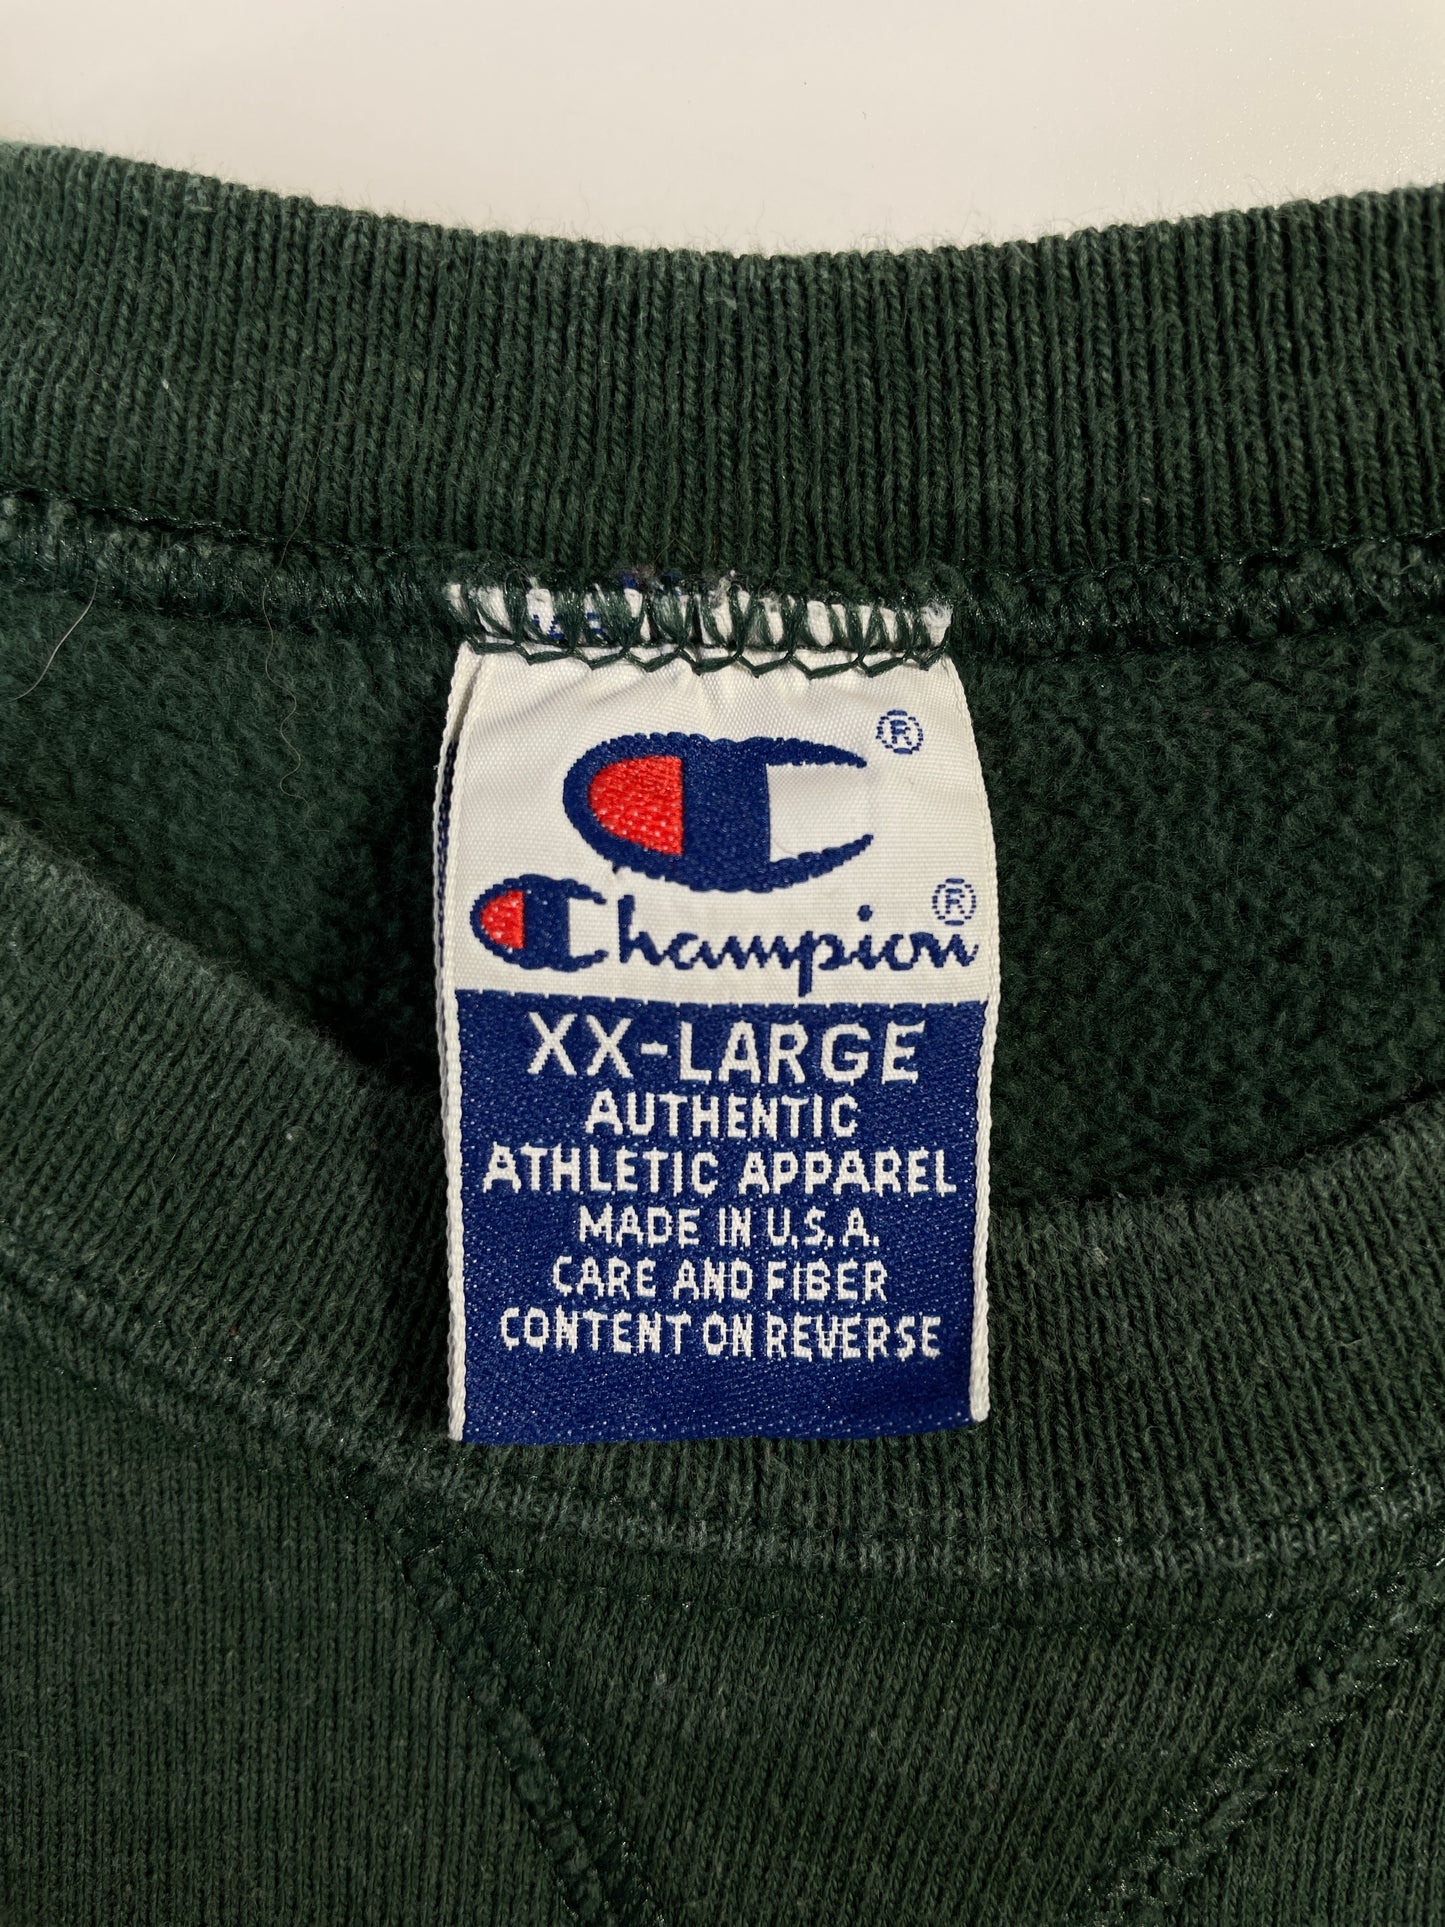 ®
Champion®
XX-LARGE
AUTHENTIC
ATHLETIC APPAREL
MADE IN U.S.A.
CARE AND FIBER
CONTENT ON REVERSE